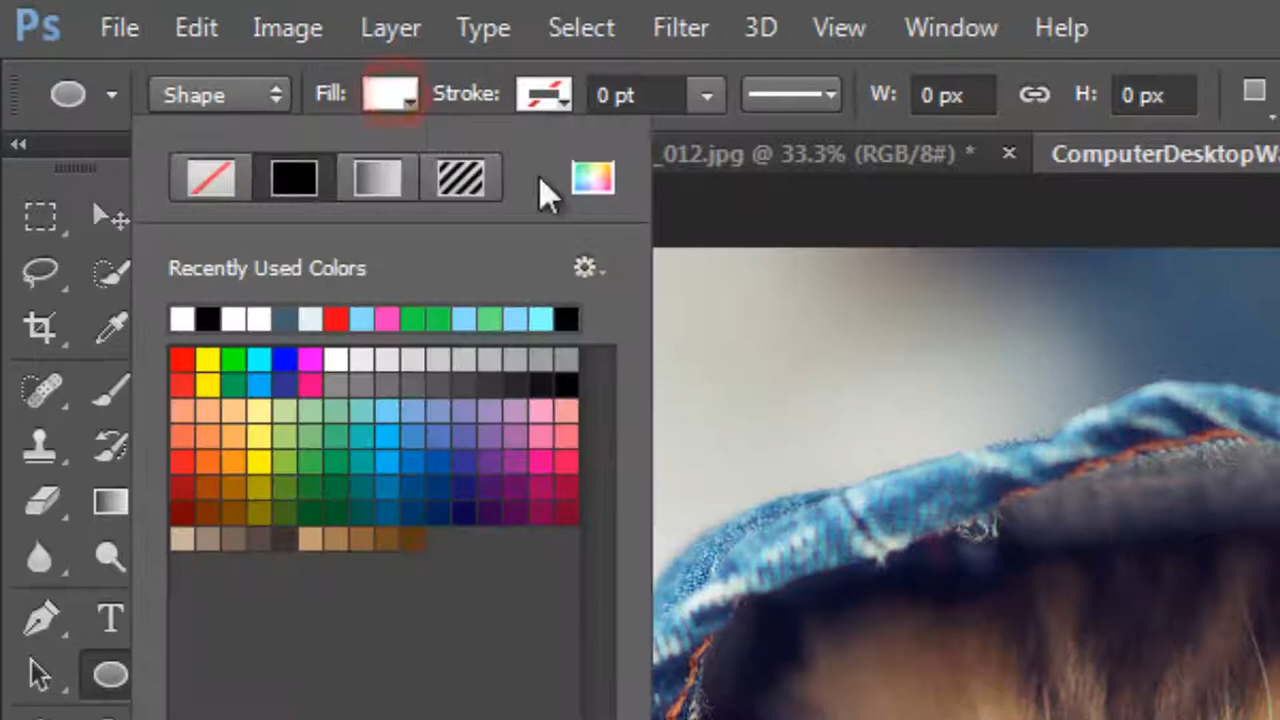 Ps File Edit Image Layer Type Select Filter 3D View Window Help
Shape Fill: Stroke: 0 pt W: 0 px H: 0 px
_012.jpg @ 33.3% (RGB/8#) * × ComputerDesktopWa
Recently Used Colors
T